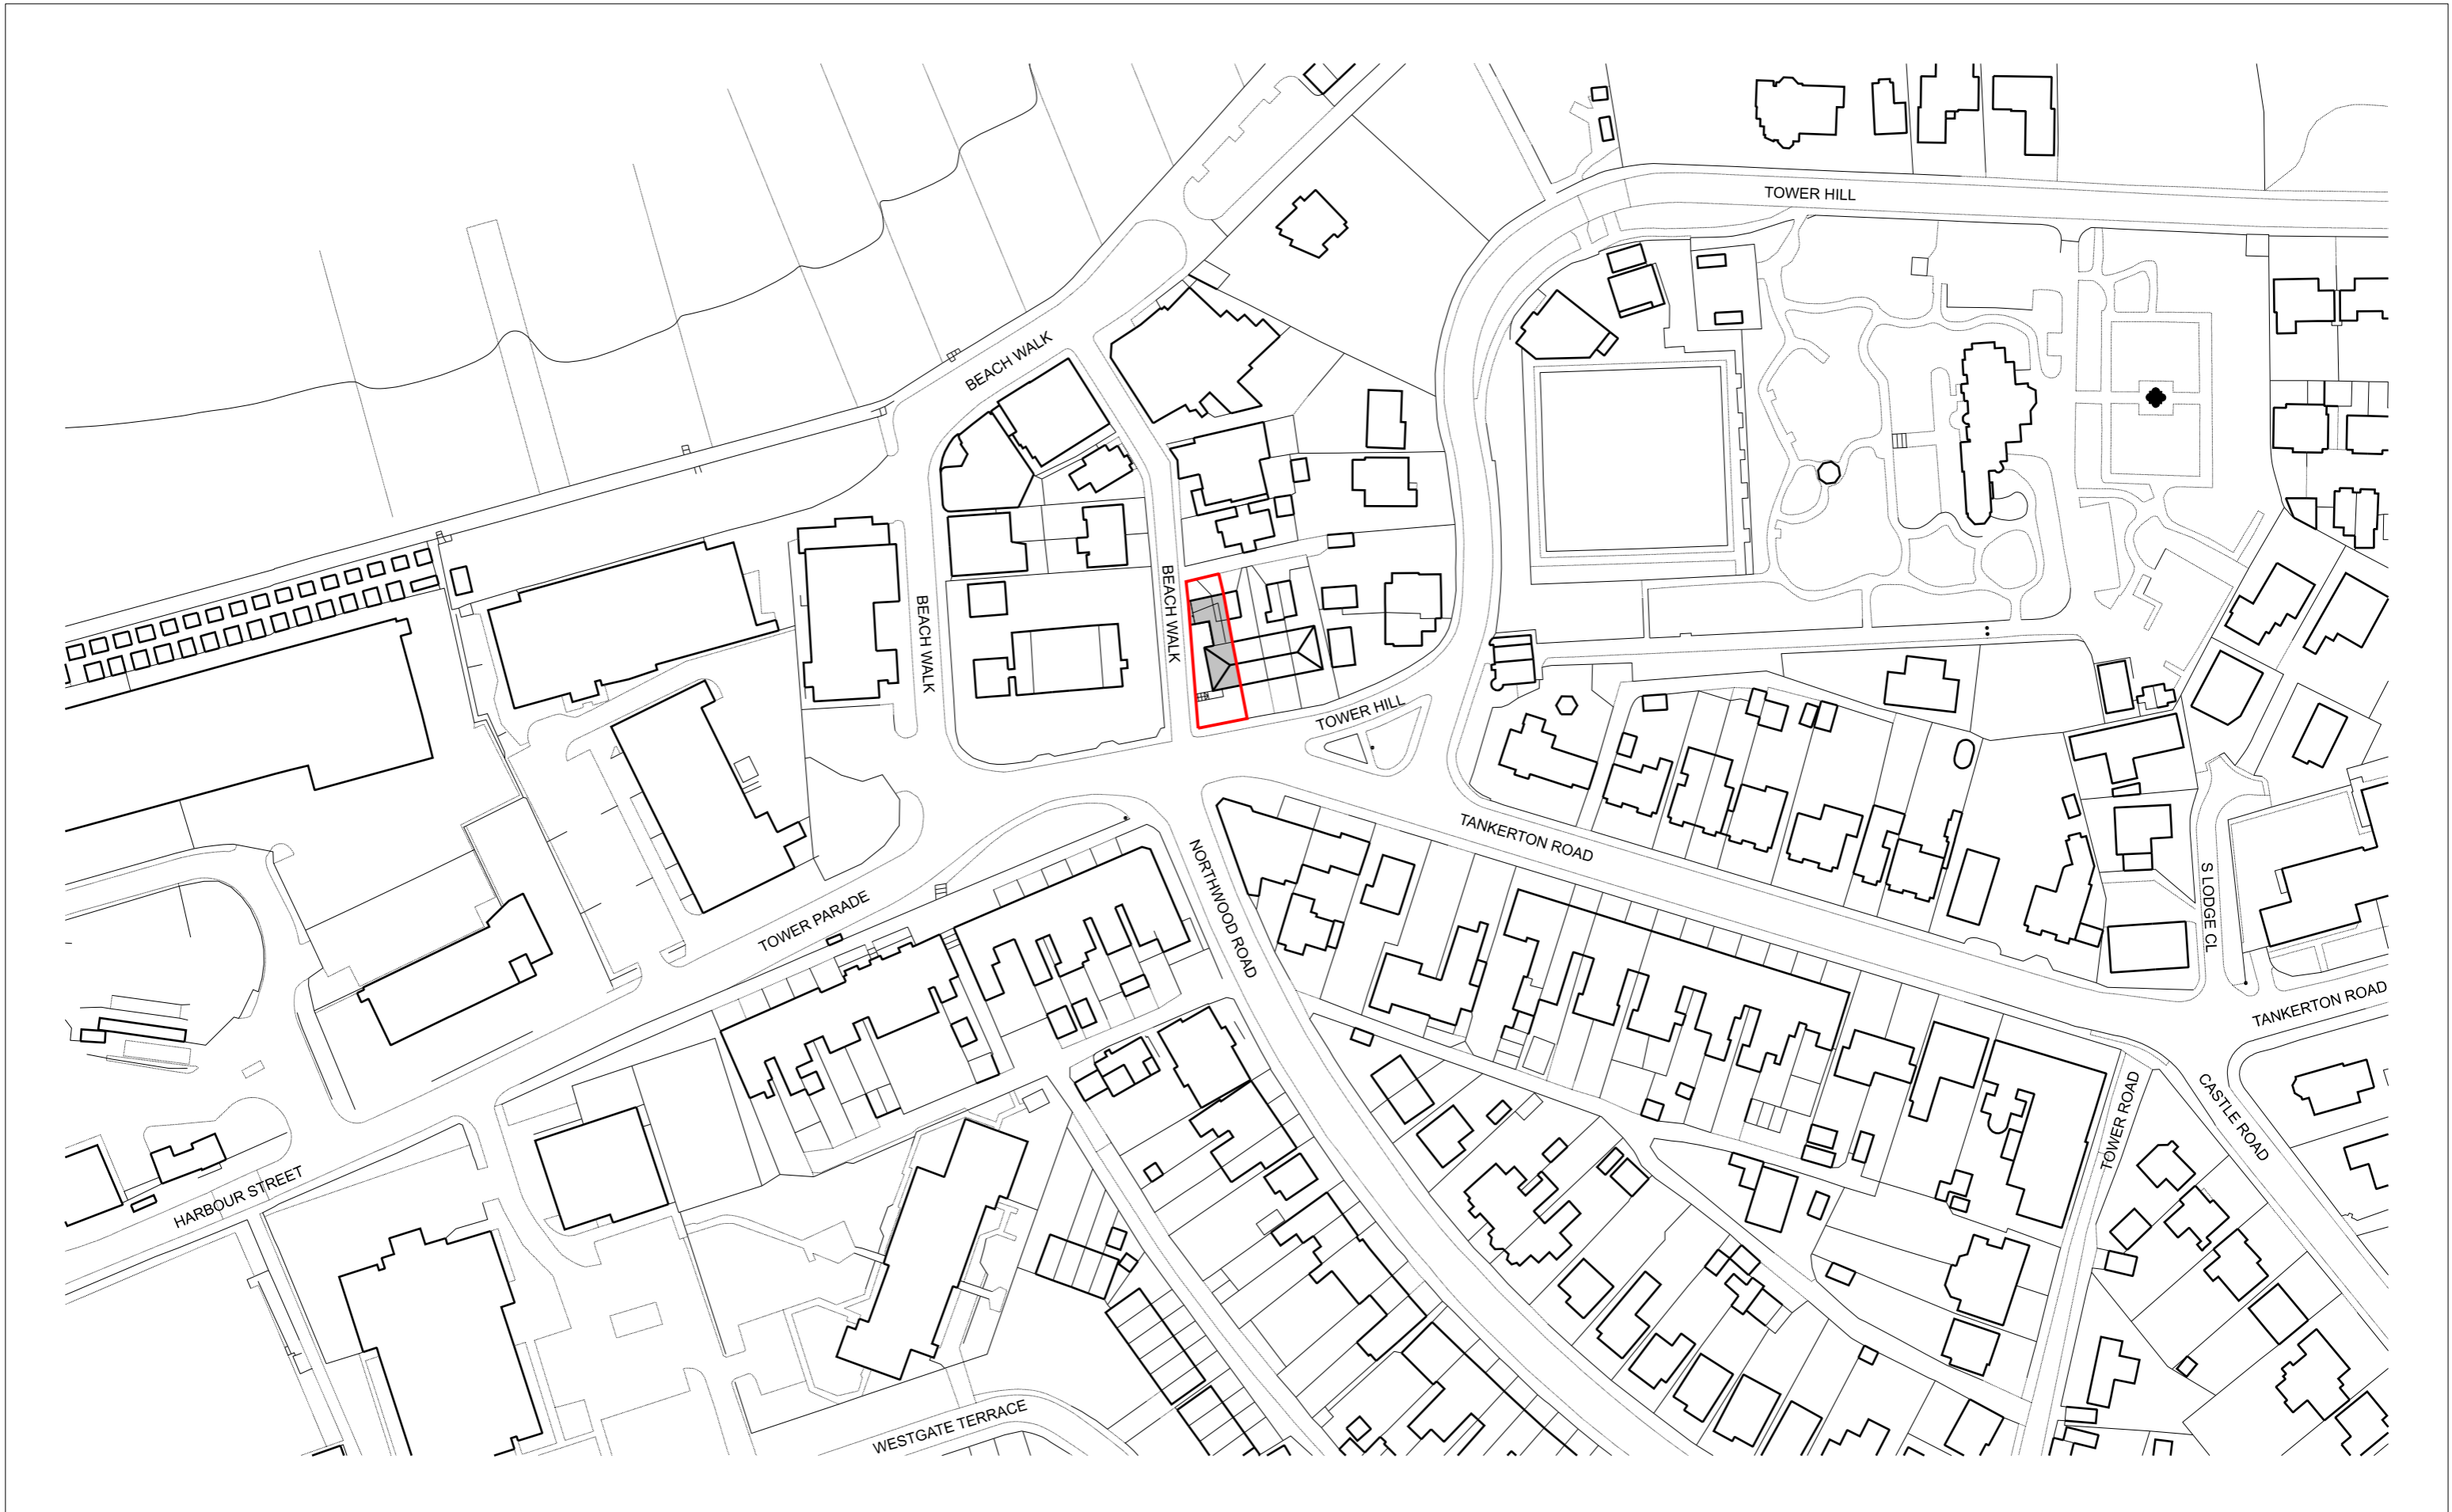 TOWER HILL
BEACH WALK
BEACH WALK
BEACH WALK
TOWER HILL
TANKERTON ROAD
NORTHWOOD ROAD
TOWER PARADE
S LODGE CL
TANKERTON ROAD
CASTLE ROAD
TOWER ROAD
HARBOUR STREET
WESTGATE TERRACE